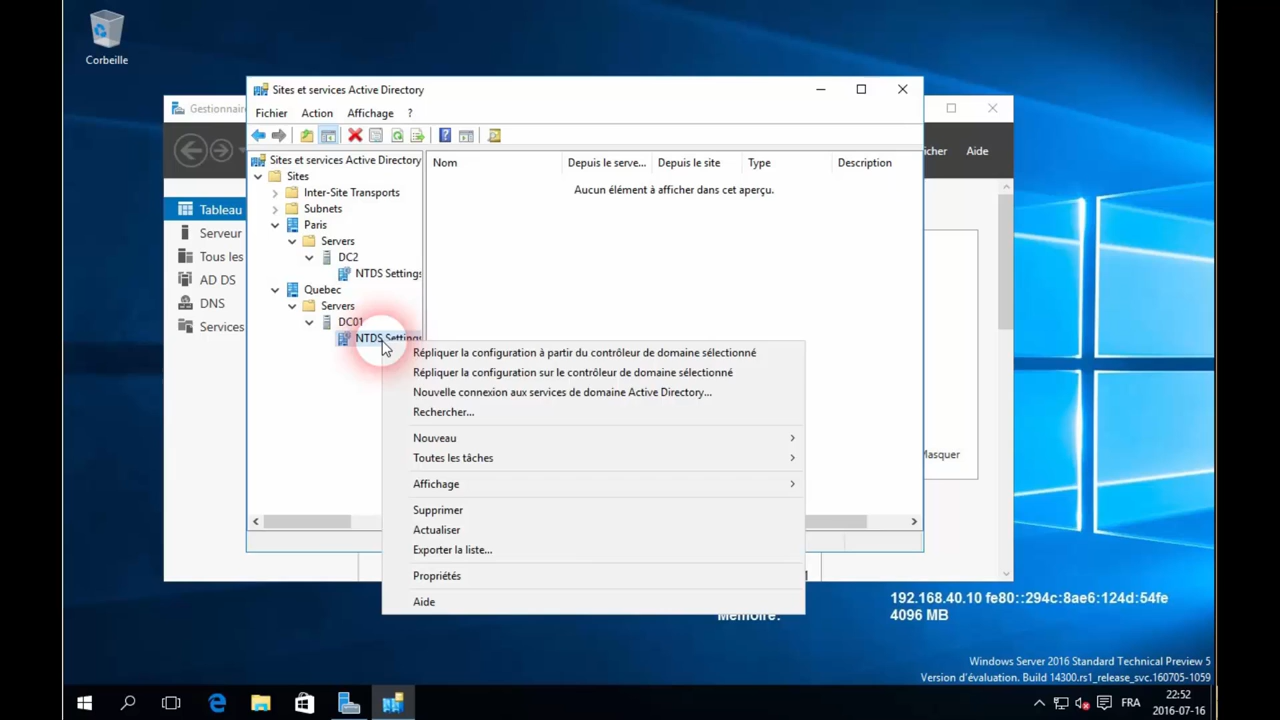 Corbeille
Sites et services Active Directory
Fichier Action Affichage ?
Gestionnair
Aide
Sites et services Active Directory
Nom Depuis le serve... Depuis le site Type Description
Aucun élément à afficher dans cet aperçu.
Sites
Inter-Site Transports
Subnets
Paris
Servers
DC2
NTDS Settings
Quebec
Servers
DC01
NTDS Settings
Tableau
Serveur
Tous les
AD DS
DNS
Services
Répliquer la configuration à partir du contrôleur de domaine sélectionné
Répliquer la configuration sur le contrôleur de domaine sélectionné
Nouvelle connexion aux services de domaine Active Directory...
Rechercher...
Nouveau
Toutes les tâches
Affichage
Supprimer
Actualiser
Exporter la liste...
Propriétés
Aide
Masquer
192.168.40.10 fe80::294c:8ae6:124d:54fe
Mémoire: 4096 MB
Windows Server 2016 Standard Technical Preview 5
Version d'évaluation. Build 14300.rs1_release_svc.160705-1059
FRA
22:52
2016-07-16